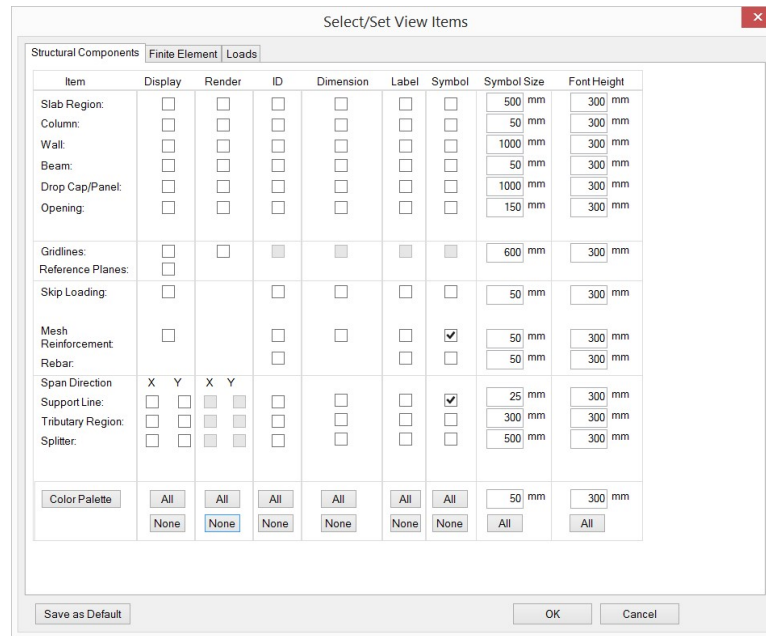 Select/Set View Items
Structural Components Finite Element Loads
Item Display Render ID Dimension Label Symbol Symbol Size Font Height
Slab Region: 500 mm 300 mm
Column: 50 mm 300 mm
Wall: 1000 mm 300 mm
Beam: 50 mm 300 mm
Drop Cap/Panel: 1000 mm 300 mm
Opening: 150 mm 300 mm
Gridlines: 600 mm 300 mm
Reference Planes:
Skip Loading: 50 mm 300 mm
Mesh
Reinforcement: 50 mm 300 mm
Rebar: 50 mm 300 mm
Span Direction X Y X Y
Support Line: 25 mm 300 mm
Tributary Region: 300 mm 300 mm
Splitter: 500 mm 300 mm
Color Palette All All All All All All 50 mm 300 mm
None None None None None None All All
Save as Default OK Cancel